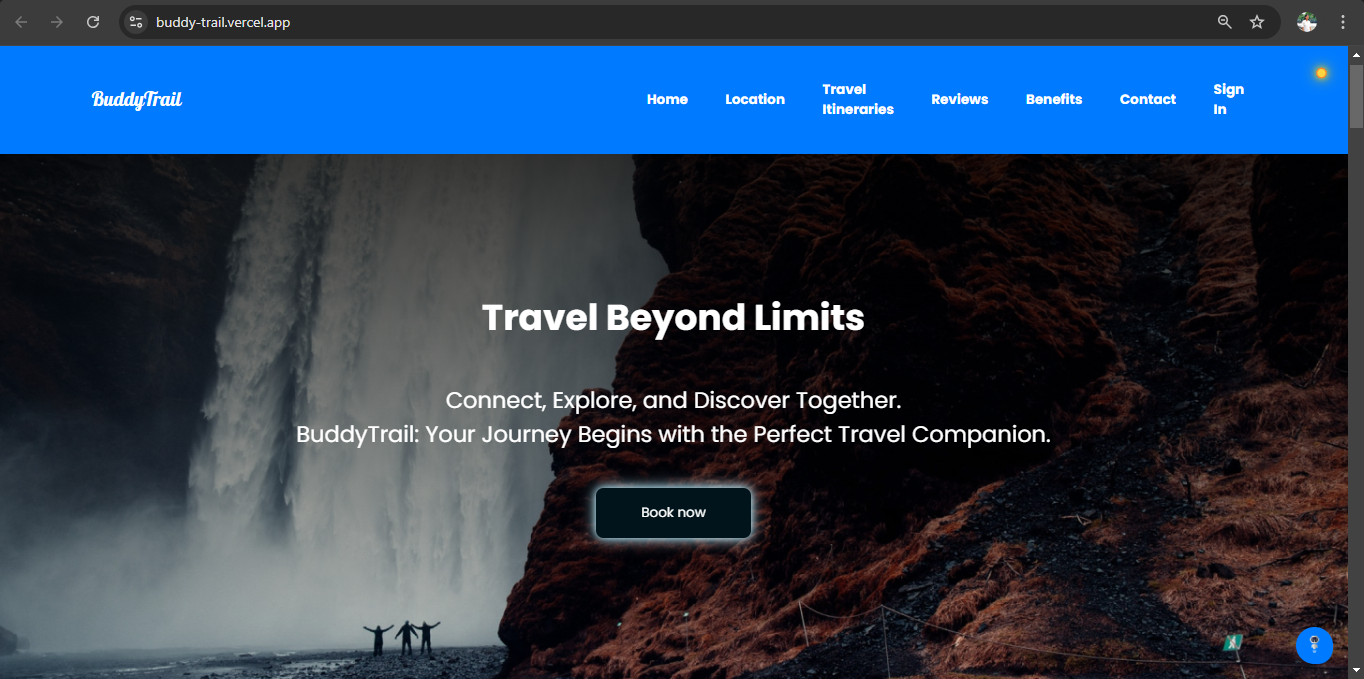 buddy-trail.vercel.app
BuddyTrail
Home
Location
Travel
Itineraries
Reviews
Benefits
Contact
Sign
In
Travel Beyond Limits
Connect, Explore, and Discover Together.
BuddyTrail: Your Journey Begins with the Perfect Travel Companion.
Book now